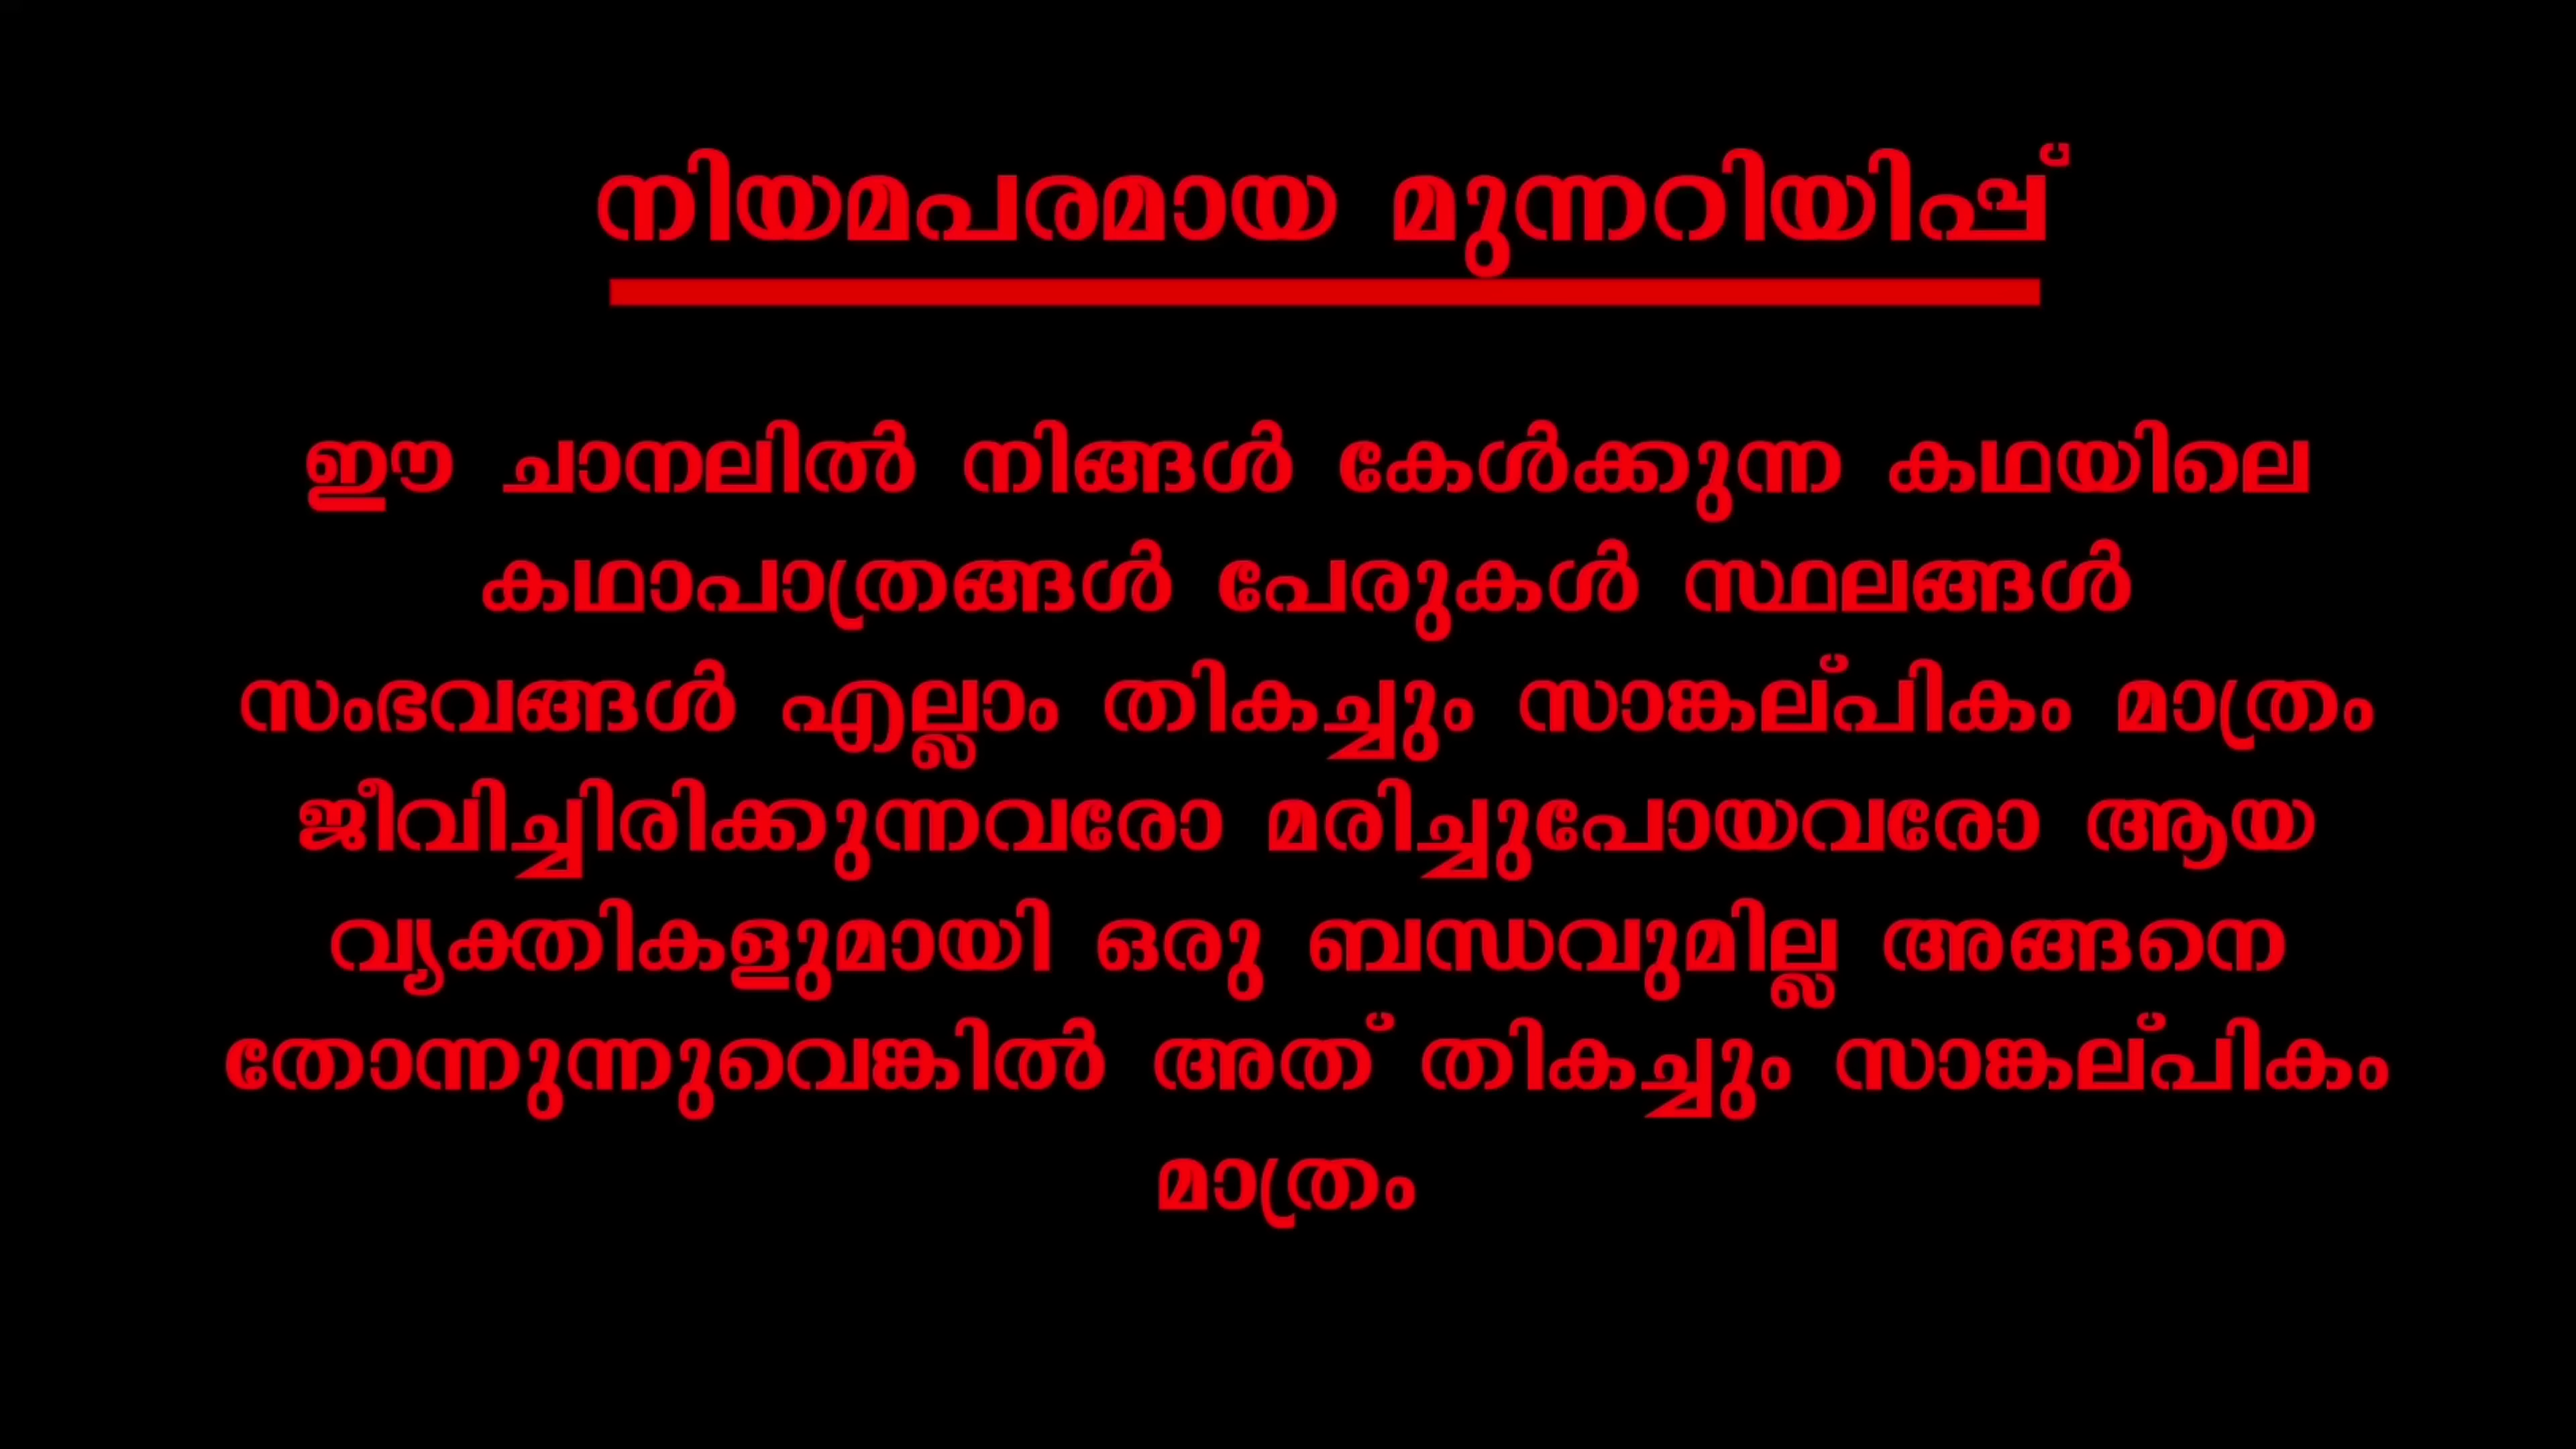 നിയമപരമായ മുന്നറിയിപ്പ്
ഈ ചാനലിൽ നിങ്ങൾ കേൾക്കുന്ന കഥയിലെ
കഥാപാത്രങ്ങൾ പേരുകൾ സ്ഥലങ്ങൾ
സംഭവങ്ങൾ എല്ലാം തികച്ചും സാങ്കല്പികം മാത്രം
ജീവിച്ചിരിക്കുന്നവരോ മരിച്ചുപോയവരോ ആയ
വ്യക്തികളുമായി ഒരു ബന്ധവുമില്ല അങ്ങനെ
തോന്നുന്നുവെങ്കിൽ അത് തികച്ചും സാങ്കല്പികം
മാത്രം